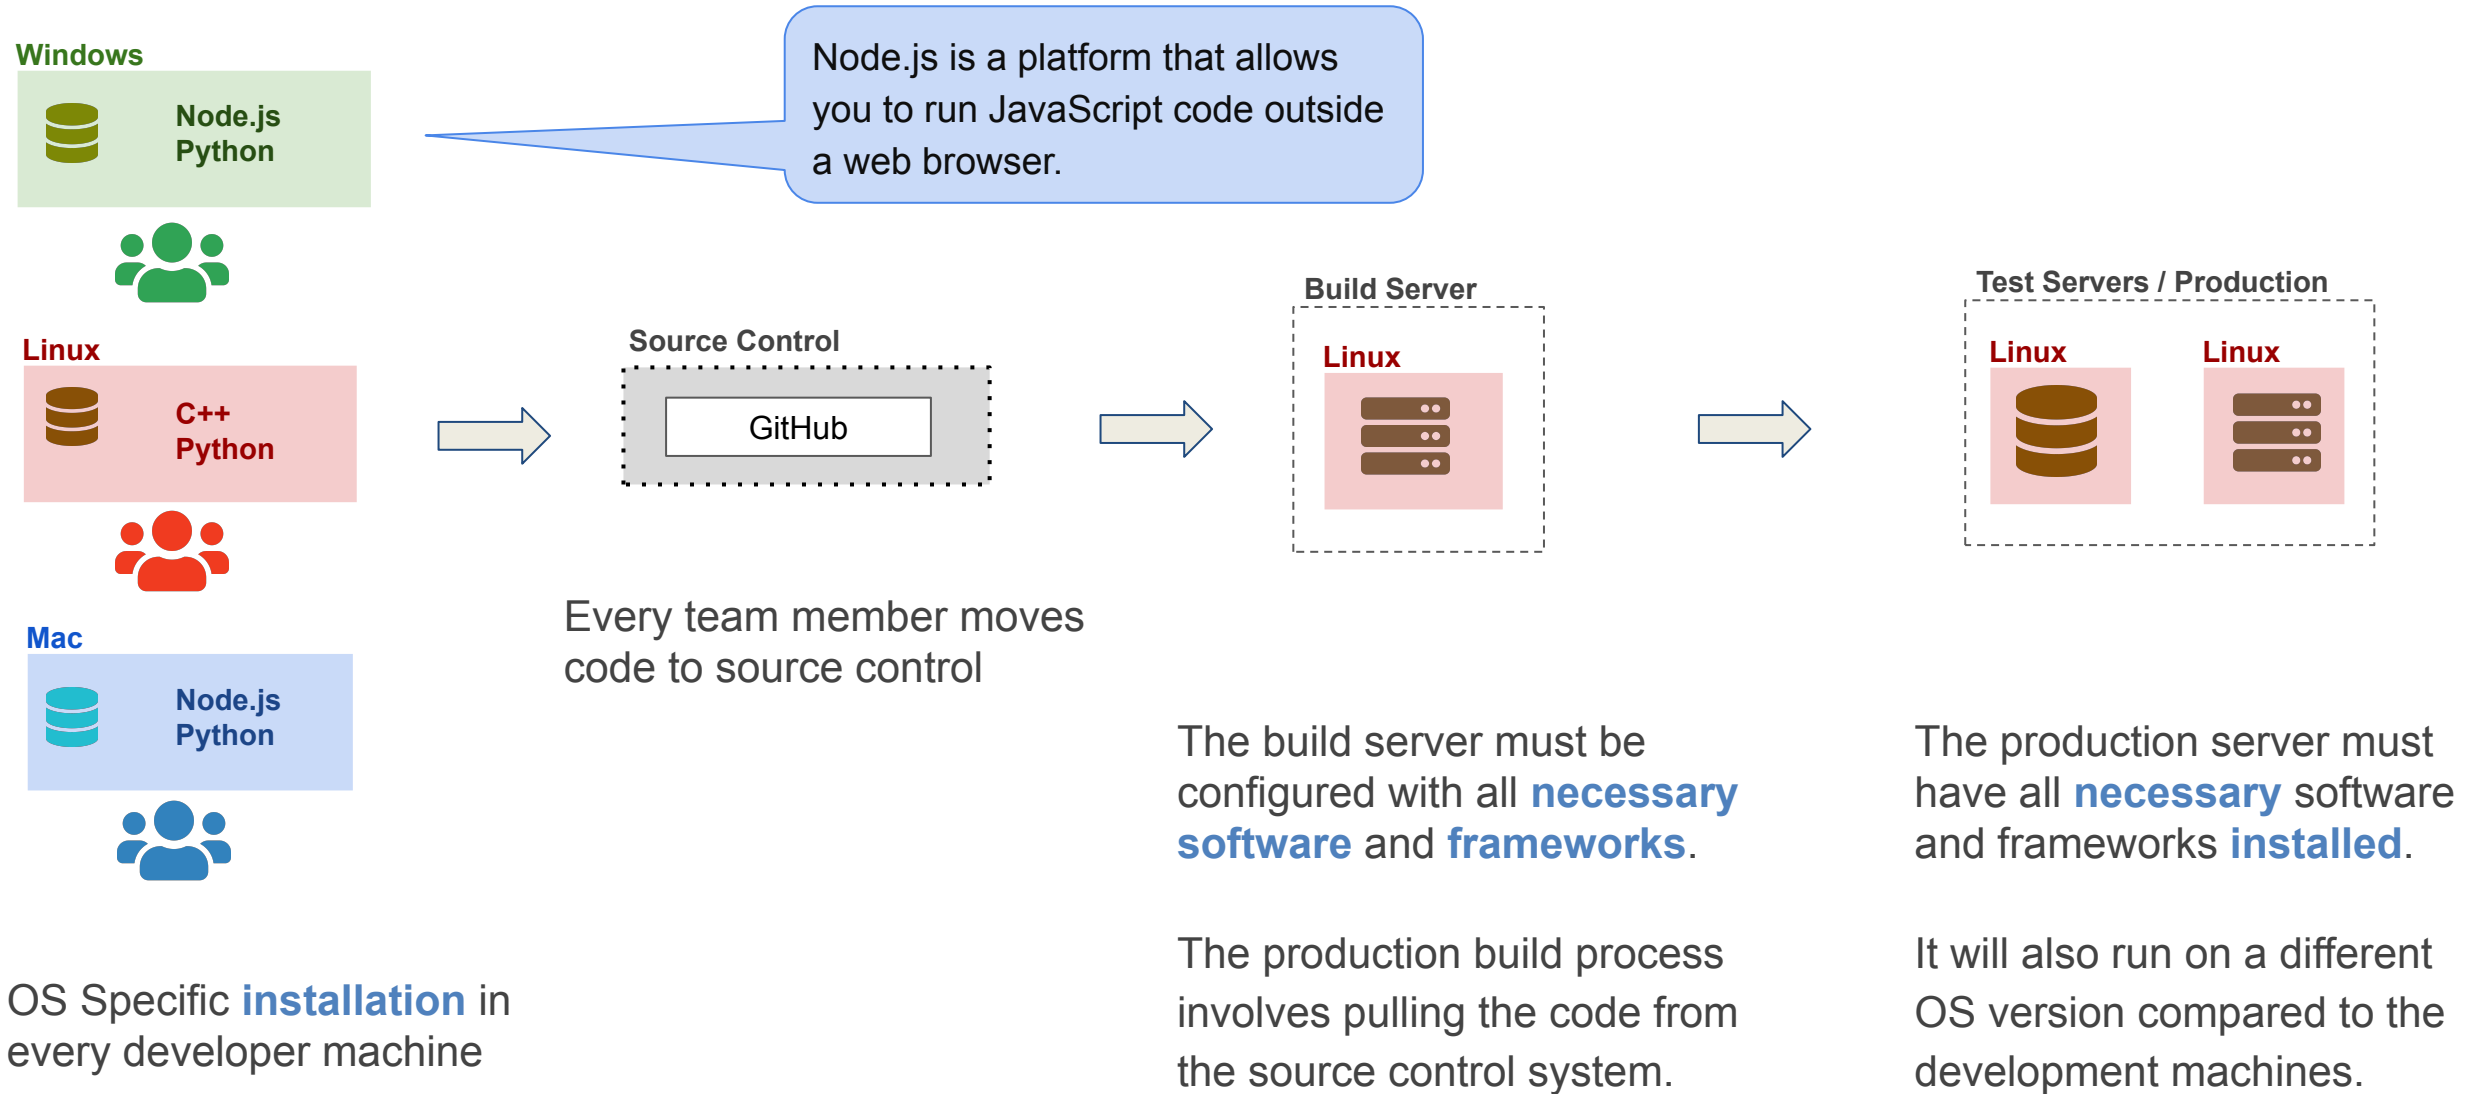 Windows
Node.js
Python
Node.js is a platform that allows
you to run JavaScript code outside
a web browser.
Linux
C++
Python
Mac
Node.js
Python
OS Specific installation in
every developer machine
Source Control
GitHub
Every team member moves
code to source control
Build Server
Linux
The build server must be
configured with all necessary
software and frameworks.
The production build process
involves pulling the code from
the source control system.
Test Servers / Production
Linux
Linux
The production server must
have all necessary software
and frameworks installed.
It will also run on a different
OS version compared to the
development machines.